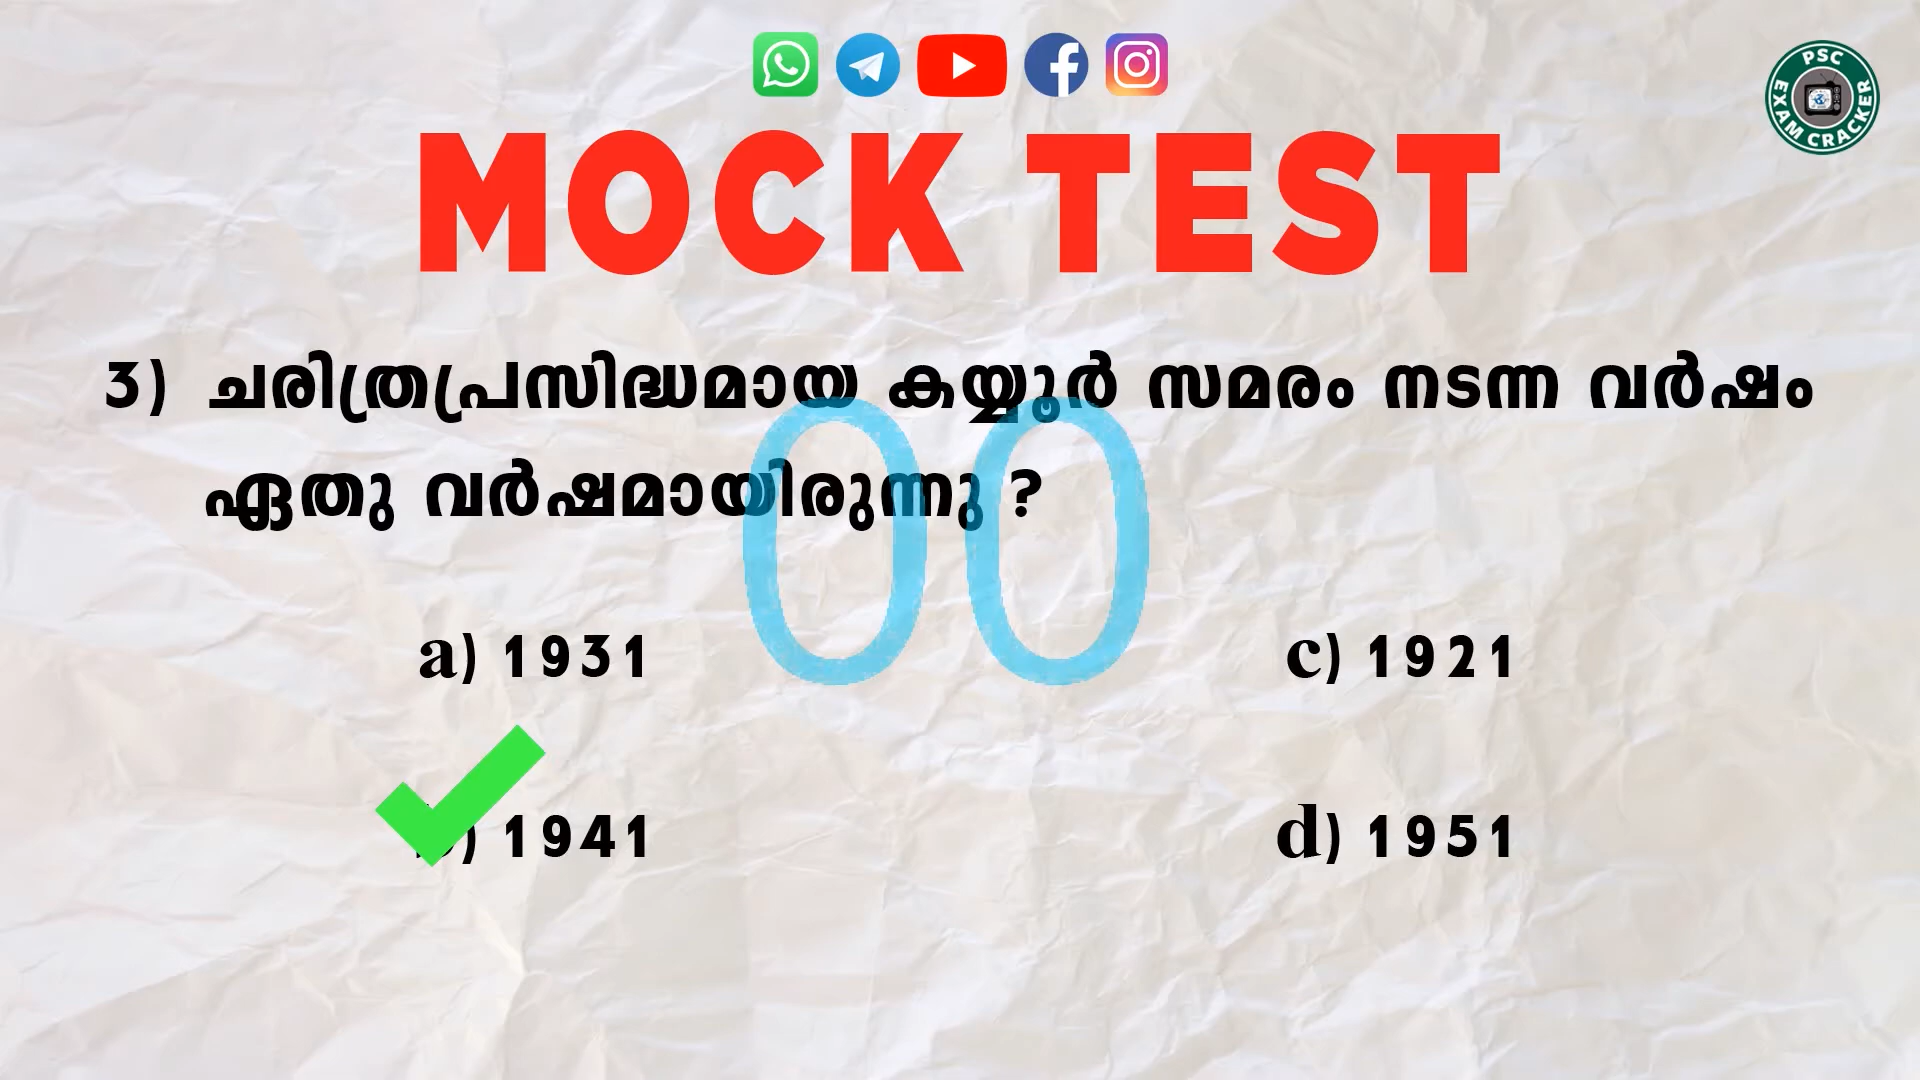 PSC
EXAM CRACKER
MOCK TEST
3) ചരിത്രപ്രസിദ്ധമായ കയ്യൂർ സമരം നടന്ന വർഷം
ഏതു വർഷമായിരുന്നു ?
00
a) 1931
c) 1921
b) 1941
d) 1951